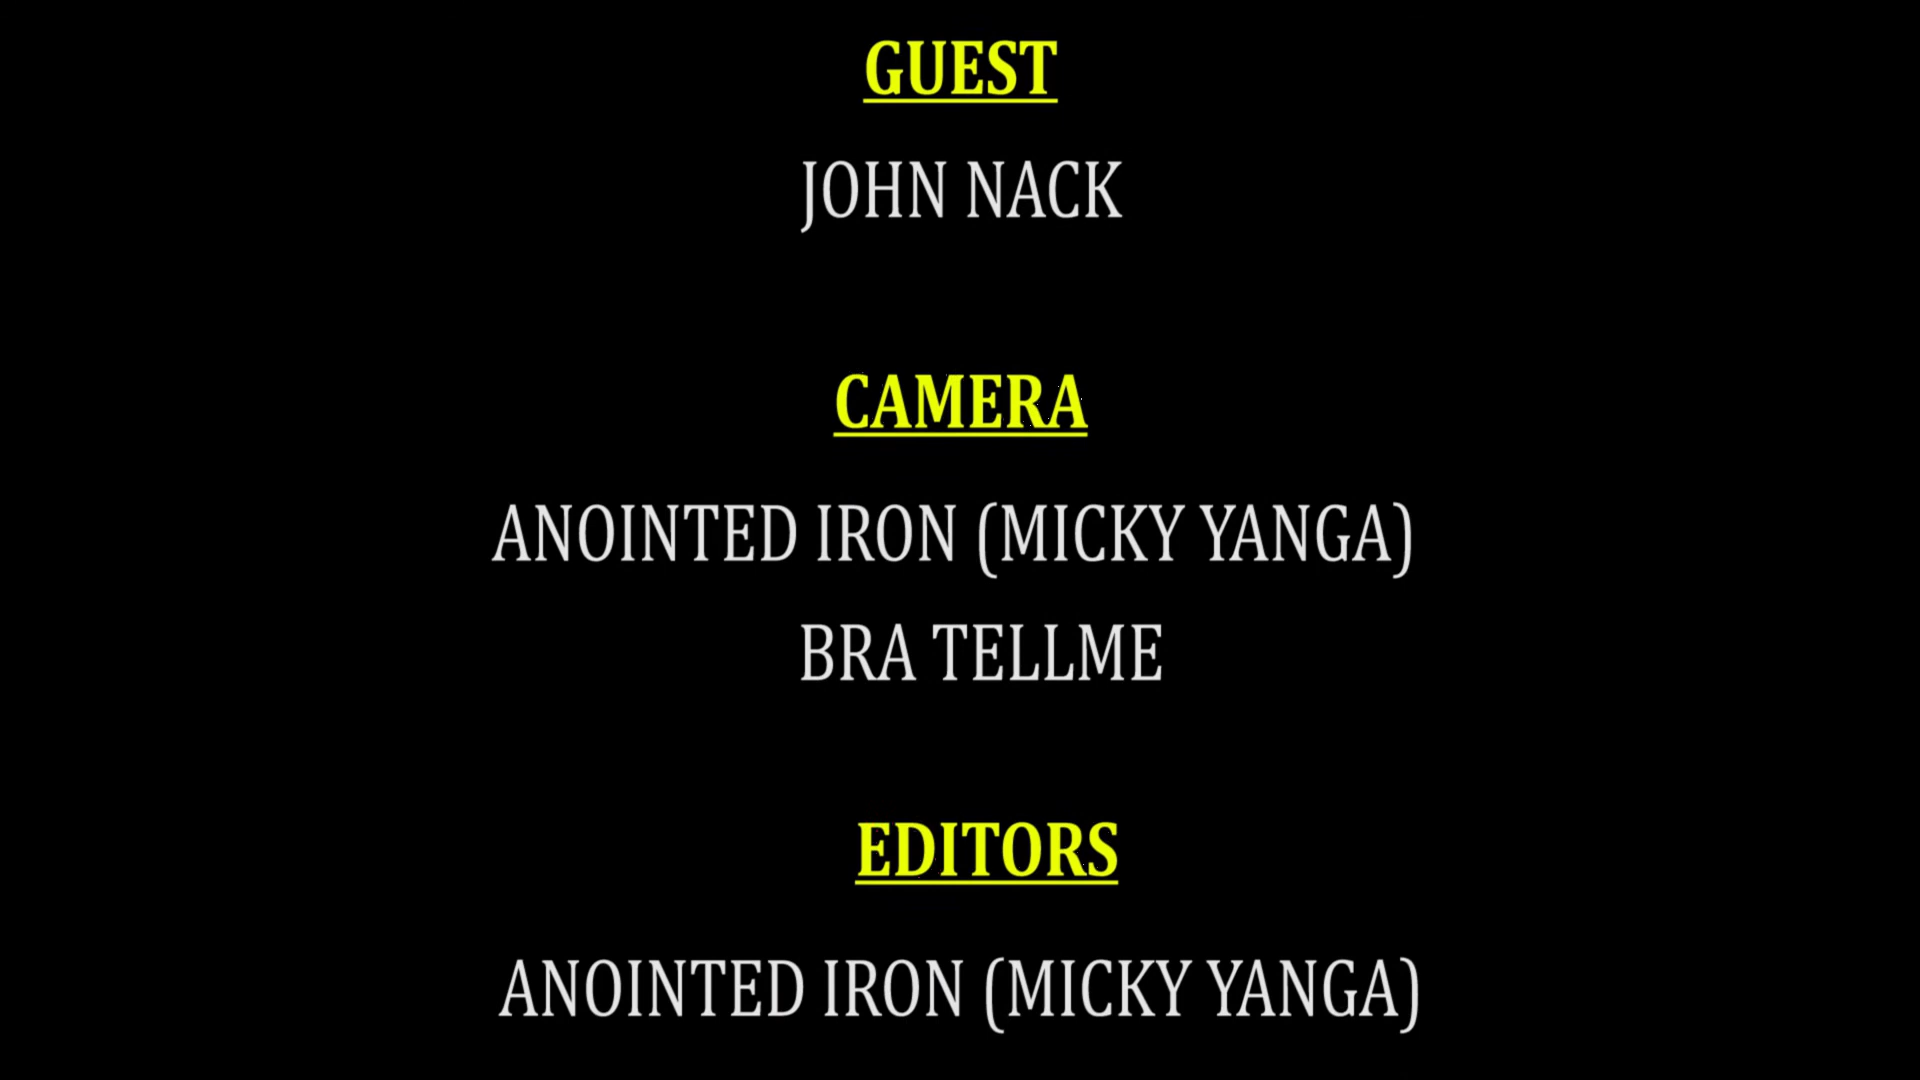 GUEST
JOHN NACK
CAMERA
ANOINTED IRON (MICKY YANGA)
BRA TELLME
EDITORS
ANOINTED IRON (MICKY YANGA)